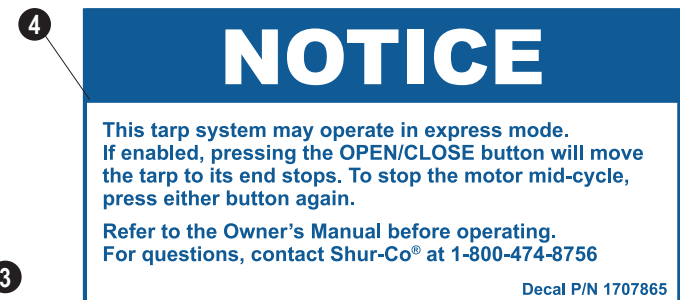 4
NOTICE
This tarp system may operate in express mode.
If enabled, pressing the OPEN/CLOSE button will move
the tarp to its end stops. To stop the motor mid-cycle,
press either button again.
Refer to the Owner's Manual before operating.
For questions, contact Shur-Co® at 1-800-474-8756
3
Decal P/N 1707865